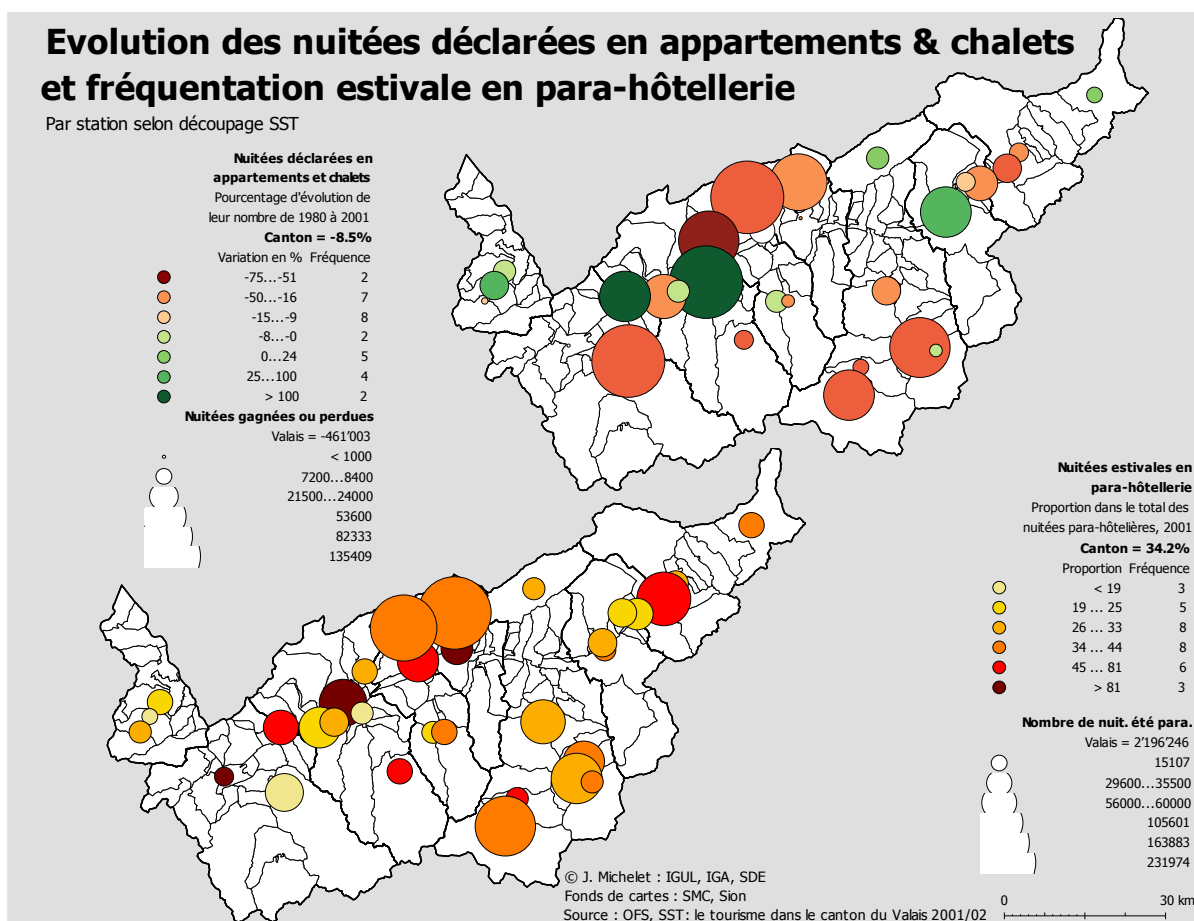 Evolution des nuitées déclarées en appartements & chalets
et fréquentation estivale en para-hôtellerie
Par station selon découpage SST
Nuitées déclarées en
appartements et chalets
Pourcentage d'évolution de
leur nombre de 1980 à 2001
Canton = -8.5%
Variation en % Fréquence
-75...-51 2
-50...-16 7
-15...-9 8
-8...-0 2
0...24 5
25...100 4
> 100 2
Nuitées gagnées ou perdues
Valais = -461'003
< 1000
7200...8400
21500...24000
53600
82333
135409
Nuitées estivales en
para-hôtellerie
Proportion dans le total des
nuitées para-hôtelières, 2001
Canton = 34.2%
Proportion Fréquence
< 19 3
19 ... 25 5
26 ... 33 8
34 ... 44 8
45 ... 81 6
> 81 3
Nombre de nuit. été para.
Valais = 2'196'246
15107
29600...35500
56000...60000
105601
163883
231974
© J. Michelet : IGUL, IGA, SDE
Fonds de cartes : SMC, Sion
Source : OFS, SST: le tourisme dans le canton du Valais 2001/02
0 30 km